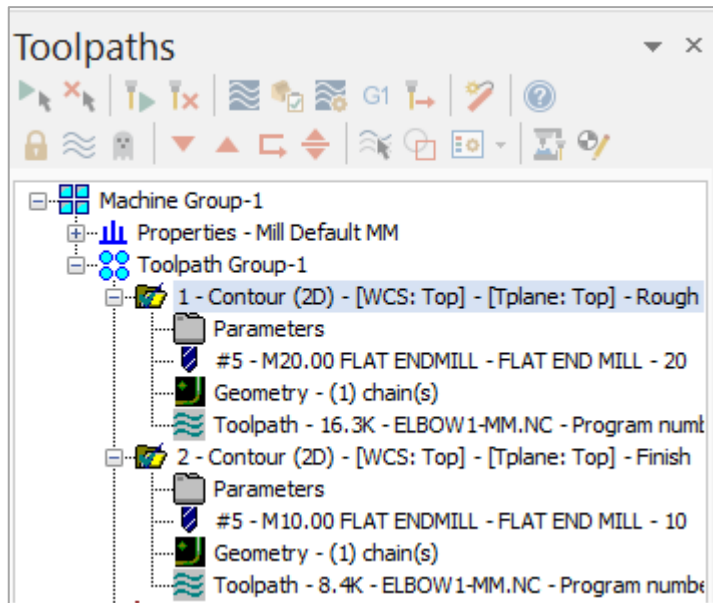 Toolpaths
G1
Machine Group-1
Properties - Mill Default MM
Toolpath Group-1
1 - Contour (2D) - [WCS: Top] - [Tplane: Top] - Rough
Parameters
#5 - M20.00 FLAT ENDMILL - FLAT END MILL - 20
Geometry - (1) chain(s)
Toolpath - 16.3K - ELBOW1-MM.NC - Program numb
2 - Contour (2D) - [WCS: Top] - [Tplane: Top] - Finish
Parameters
#5 - M10.00 FLAT ENDMILL - FLAT END MILL - 10
Geometry - (1) chain(s)
Toolpath - 8.4K - ELBOW1-MM.NC - Program numbe